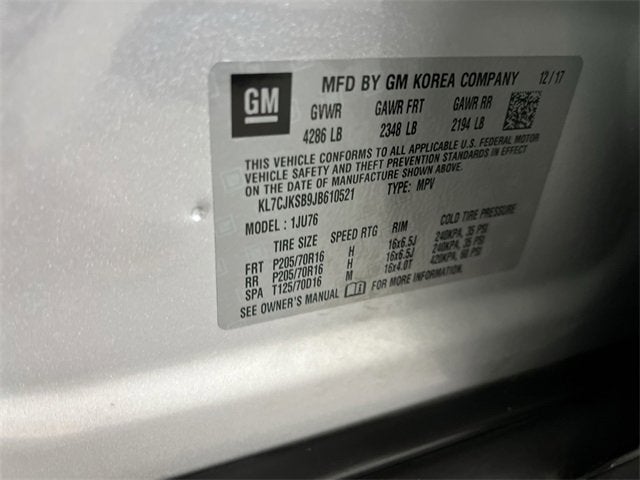 GM
MFD BY GM KOREA COMPANY 12/17
GVWR GAWR FRT GAWR RR
4286 LB 2348 LB 2194 LB
THIS VEHICLE CONFORMS TO ALL APPLICABLE U.S. FEDERAL MOTOR
VEHICLE SAFETY AND THEFT PREVENTION STANDARDS IN EFFECT
ON THE DATE OF MANUFACTURE SHOWN ABOVE.
KL7CJKSB9JB610521 TYPE: MPV
MODEL : 1JU76
TIRE SIZE SPEED RTG RIM COLD TIRE PRESSURE
FRT P205/70R16 H 16x6.5J 240KPA, 35 PSI
RR P205/70R16 H 16x6.5J 240KPA, 35 PSI
SPA T125/70D16 M 16x4.0T 420KPA, 60 PSI
SEE OWNER'S MANUAL FOR MORE INFORMATION.